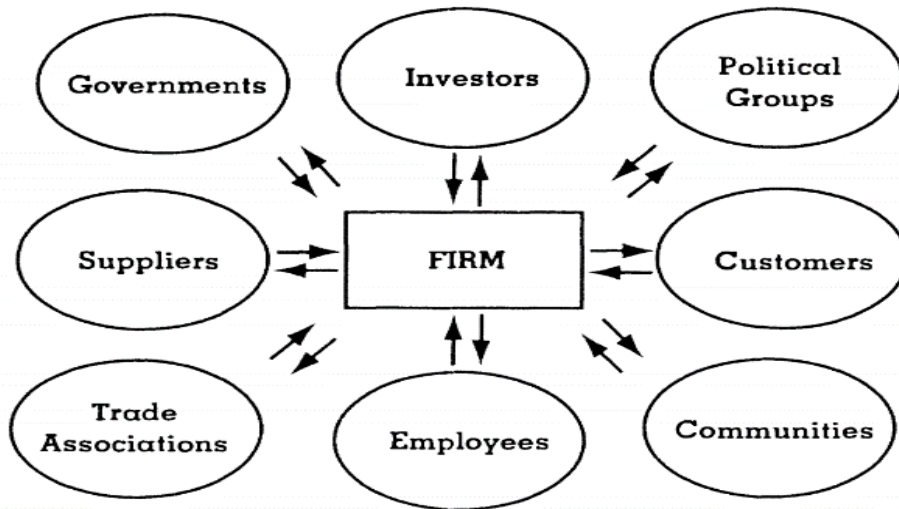 Governments
Investors
Political
Groups
Suppliers
FIRM
Customers
Trade
Associations
Employees
Communities